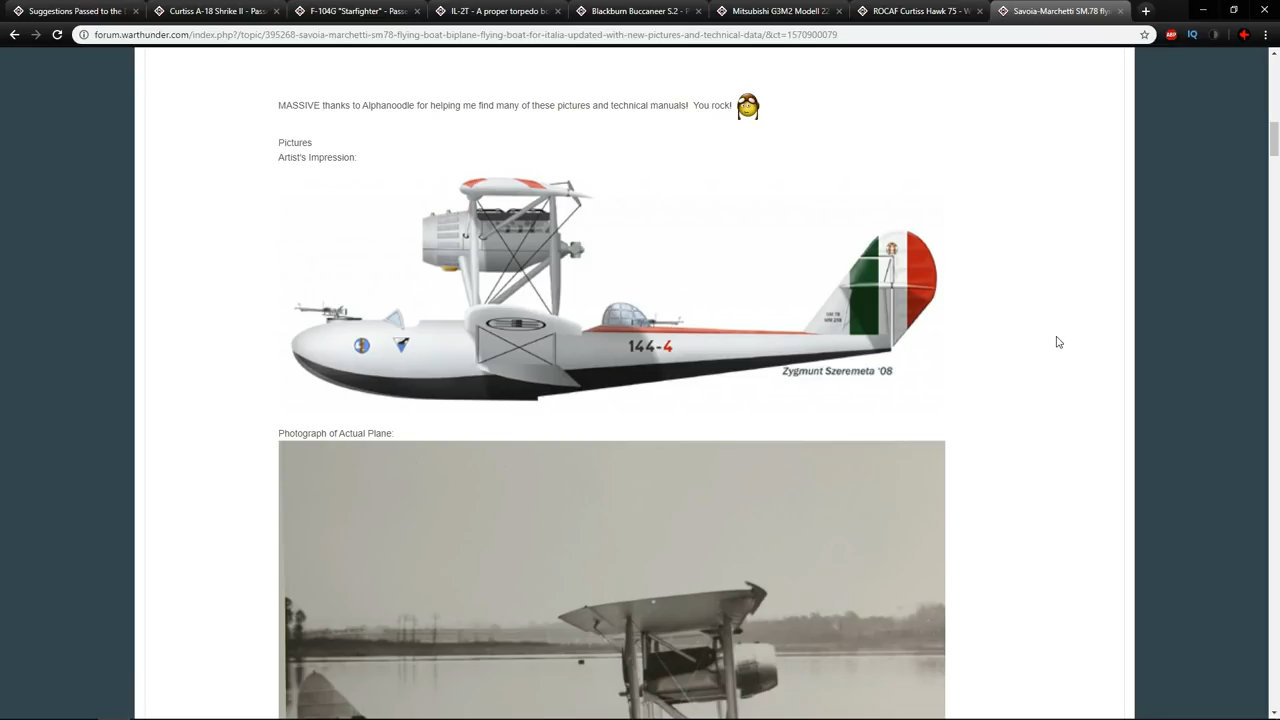 Suggestions Passed to the
Curtiss A-18 Shrike II - Pass
F-104G "Starfighter" - Passe
IL-2T - A proper torpedo b
Blackburn Buccaneer S.2 - P
Mitsubishi G3M2 Modell 22
ROCAF Curtiss Hawk 75 - W
Savoia-Marchetti SM.78 fly
forum.warthunder.com/index.php?/topic/395268-savoia-marchetti-sm78-flying-boat-biplane-flying-boat-for-italia-updated-with-new-pictures-and-technical-data/&ct=1570900079
ABP
IQ
MASSIVE thanks to Alphanoodle for helping me find many of these pictures and technical manuals! You rock!
Pictures
Artist's Impression:
144-4
Zygmunt Szeremeta '08
Photograph of Actual Plane: